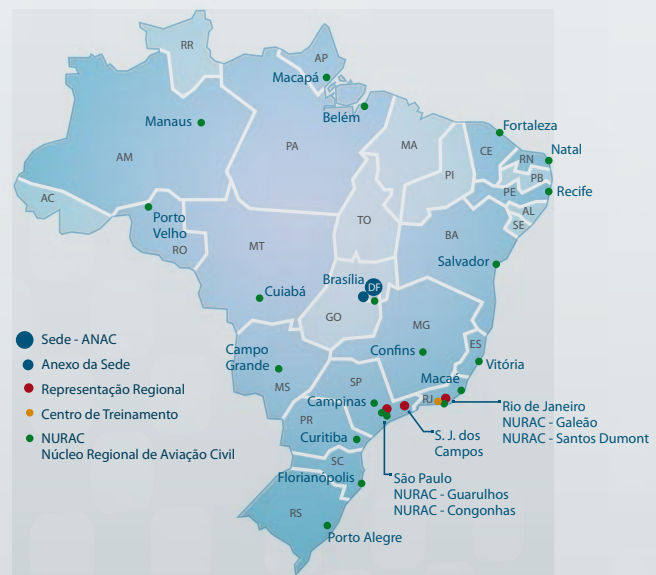 RR
AP
Macapá
Belém
Manaus
Fortaleza
AM
PA
MA
CE
Natal
RN
PI
PB
PE
Recife
AC
AL
SE
Porto
Velho
TO
RO
MT
BA
Salvador
Brasília
DF
Cuiabá
GO
MG
Sede - ANAC
Anexo da Sede
Representação Regional
Centro de Treinamento
NURAC
Núcleo Regional de Aviação Civil
Campo
Grande
MS
Confins
ES
Vitória
SP
Macaé
Campinas
RJ
Rio de Janeiro
NURAC - Galeão
NURAC - Santos Dumont
PR
Curitiba
S. J. dos
Campos
SC
Florianópolis
São Paulo
NURAC - Guarulhos
NURAC - Congonhas
RS
Porto Alegre